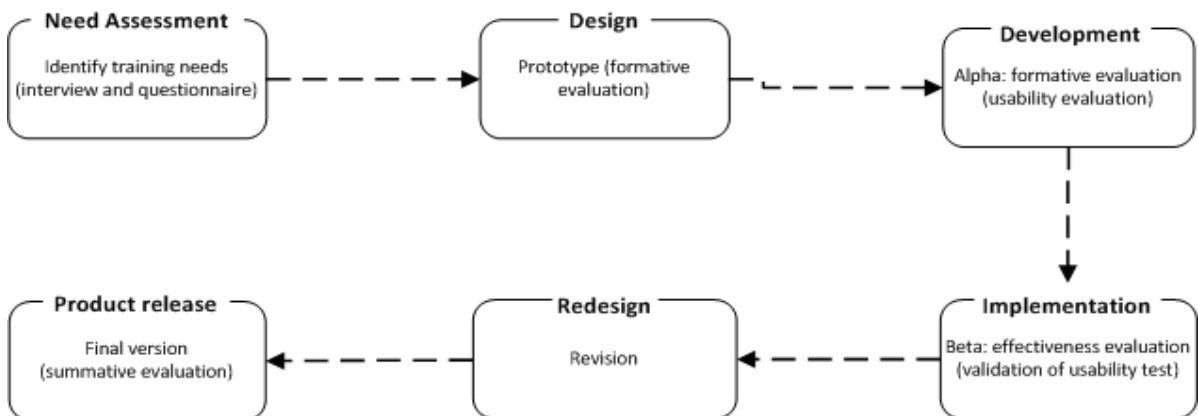 Need Assessment
Identify training needs
(interview and questionnaire)
Design
Prototype (formative
evaluation)
Development
Alpha: formative evaluation
(usability evaluation)
Implementation
Beta: effectiveness evaluation
(validation of usability test)
Redesign
Revision
Product release
Final version
(summative evaluation)